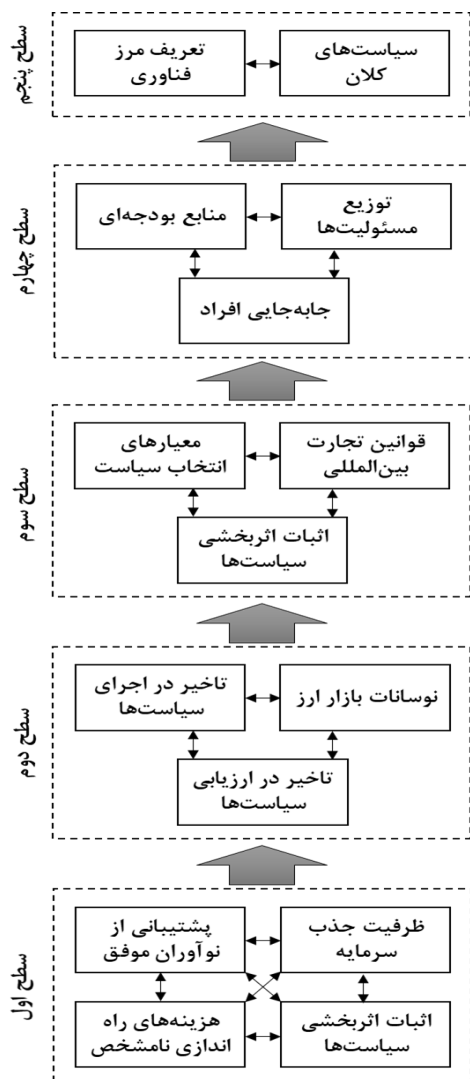 سطح پنجم
سیاست‌های
کلان
تعریف مرز
فناوری
سطح چهارم
توزیع
مسئولیت‌ها
منابع بودجه‌ای
جابه‌جایی افراد
سطح سوم
قوانین تجارت
بین‌المللی
معیارهای
انتخاب سیاست
اثبات اثربخشی
سیاست‌ها
سطح دوم
نوسانات بازار ارز
تاخیر در اجرای
سیاست‌ها
تاخیر در ارزیابی
سیاست‌ها
سطح اول
ظرفیت جذب
سرمایه
پشتیبانی از
نوآوران موفق
اثبات اثربخشی
سیاست‌ها
هزینه‌های راه
اندازی نامشخص